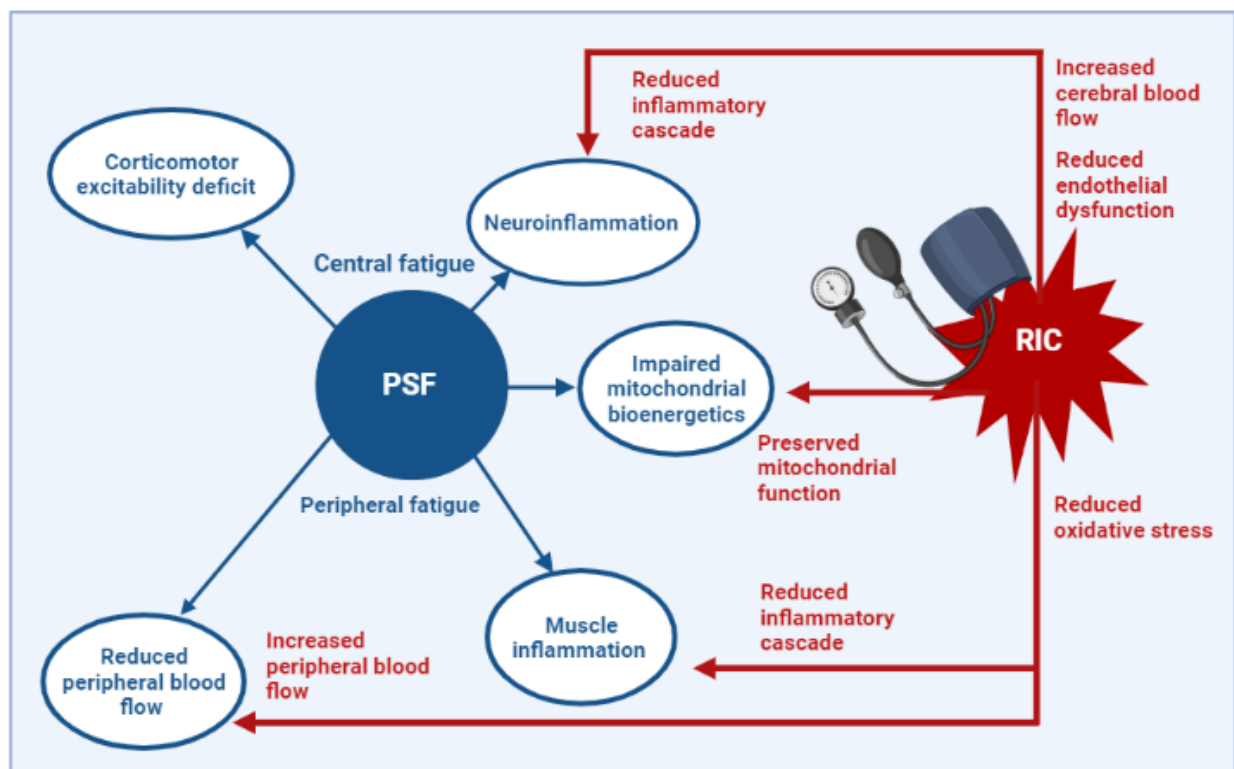 Reduced
inflammatory
cascade
Increased
cerebral blood
flow
Reduced
endothelial
dysfunction
Corticomotor
excitability deficit
Neuroinflammation
Central fatigue
PSF
Impaired
mitochondrial
bioenergetics
RIC
Preserved
mitochondrial
function
Peripheral fatigue
Reduced
oxidative stress
Reduced
inflammatory
cascade
Muscle
inflammation
Increased
peripheral blood
flow
Reduced
peripheral blood
flow